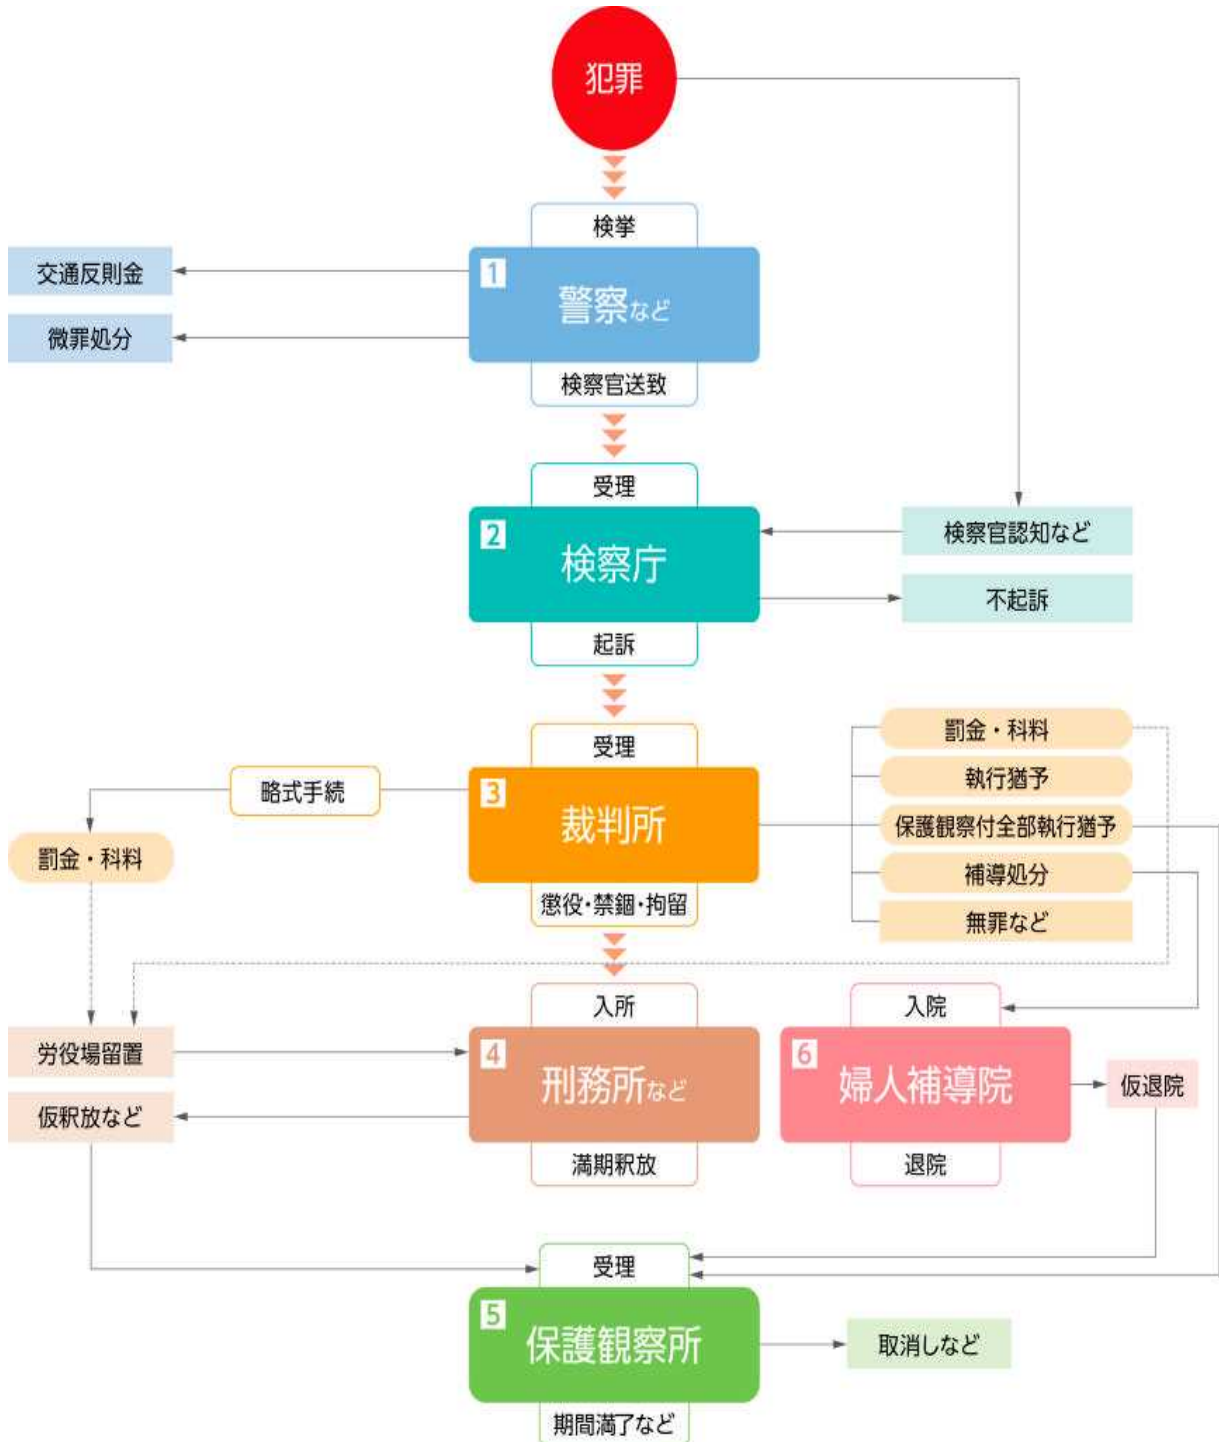 犯罪
検挙
1
警察など
交通反則金
微罪処分
検察官送致
受理
2
検察庁
検察官認知など
不起訴
起訴
受理
3
裁判所
略式手続
罰金・科料
罰金・科料
執行猶予
保護観察付全部執行猶予
補導処分
無罪など
懲役・禁錮・拘留
入所
4
刑務所など
労役場留置
仮釈放など
満期釈放
入院
6
婦人補導院
仮退院
退院
受理
5
保護観察所
取消しなど
期間満了など